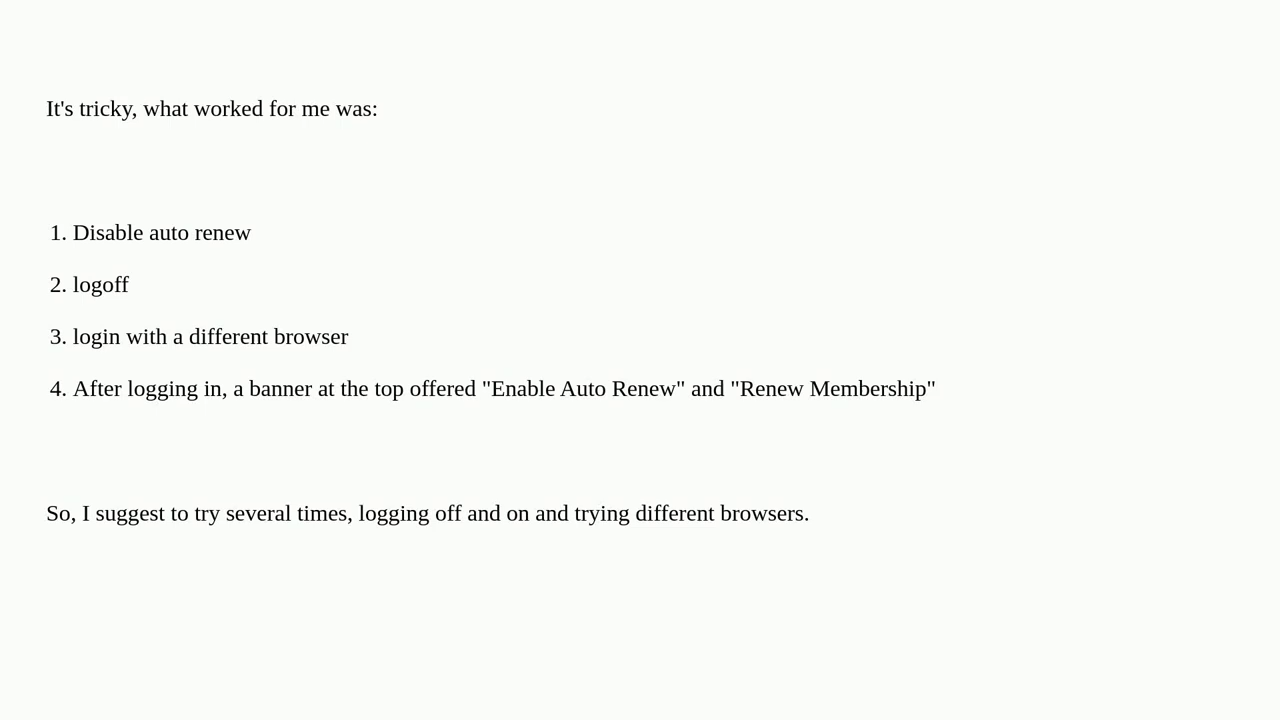 It's tricky, what worked for me was:
1. Disable auto renew
2. logoff
3. login with a different browser
4. After logging in, a banner at the top offered "Enable Auto Renew" and "Renew Membership"
So, I suggest to try several times, logging off and on and trying different browsers.